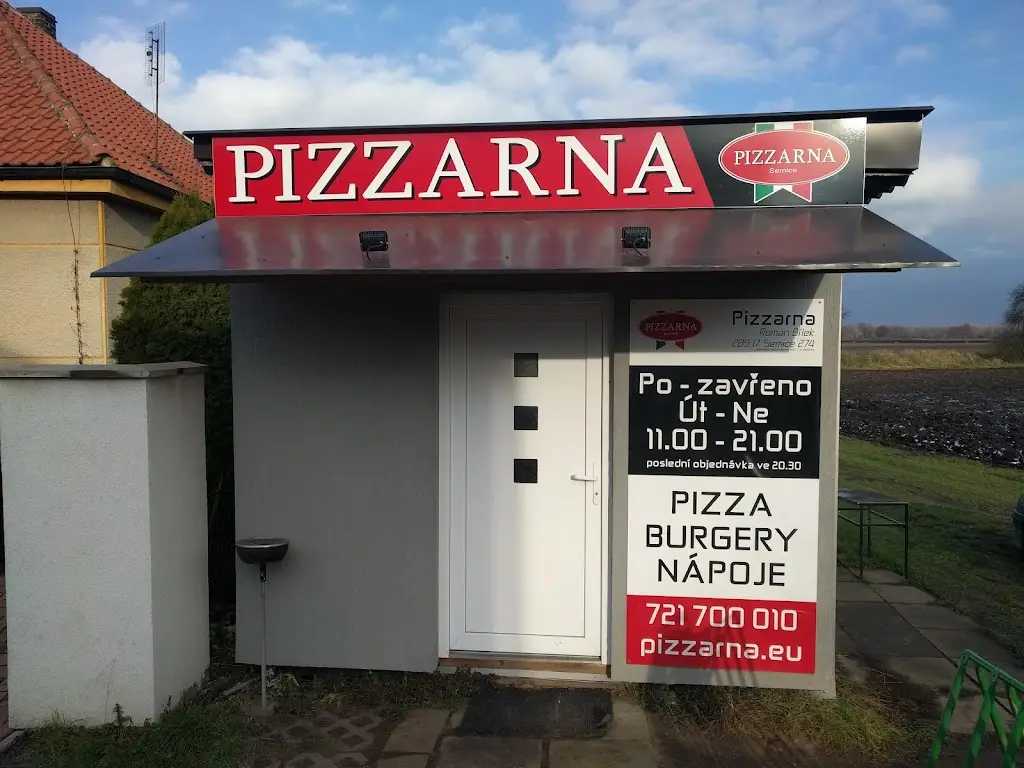 PIZZARNA
PIZZARNA
Semice
PIZZARNA
Pizzarna
Roman Bílek
289 17, Semice 274
Po - zavřeno
Út - Ne
11.00 - 21.00
poslední objednávka ve 20.30
PIZZA
BURGERY
NÁPOJE
721 700 010
pizzarna.eu